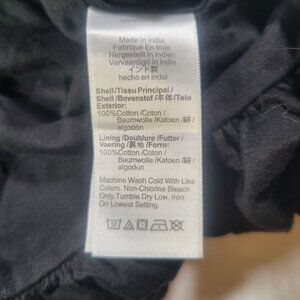 Made In India
Fabriqué En Inde
Hergestellt In Indien
Vervaardigd In India
インド製
hecho en india
Shell/Tissu Principal/
Shell/Bovenstof/本体/Tela
Exterior:
100%Cotton /Coton /
Baumwolle /Katoen /綿/
algodón
Lining /Doublure /Futter/
Voering/裏地/Forro:
100%Cotton /Coton /
Baumwolle /Katoen /綿/
algodón
Machine Wash Cold With Like
Colors. Non-Chlorine Bleach
Only.Tumble Dry Low. Iron
On Lowest Setting.